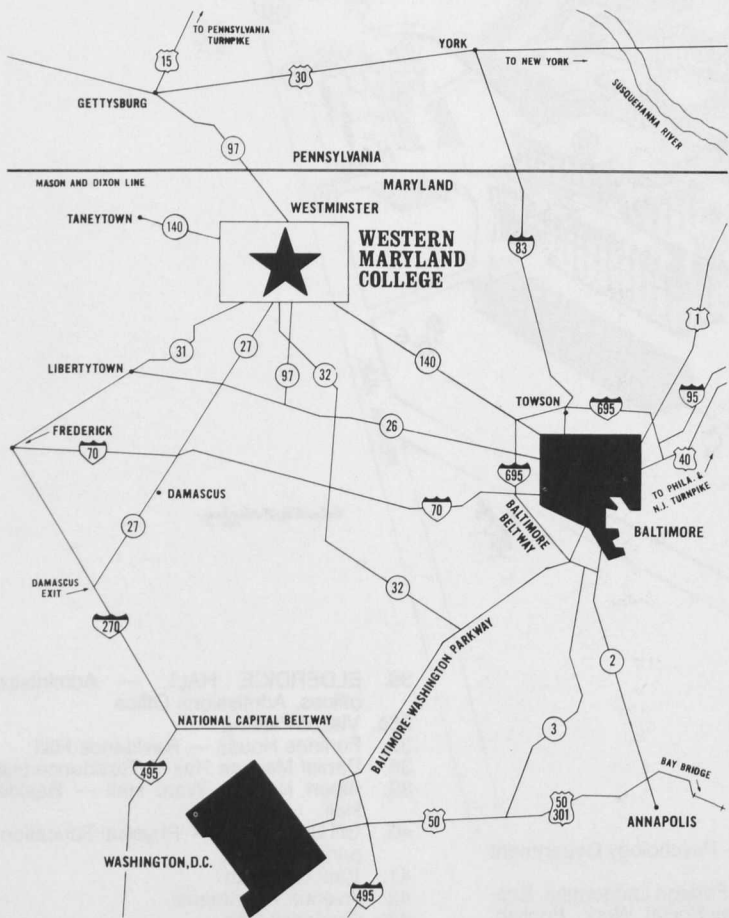 TO PENNSYLVANIA
TURNPIKE
15
YORK
30
TO NEW YORK →
SUSQUEHANNA RIVER
GETTYSBURG
97
PENNSYLVANIA
MASON AND DIXON LINE
MARYLAND
WESTMINSTER
TANEYTOWN
140
WESTERN
MARYLAND
COLLEGE
83
1
31
27
97
32
140
LIBERTYTOWN
95
TOWSON
695
26
FREDERICK
70
40
695
TO PHILA. &
N.J. TURNPIKE
DAMASCUS
70
BALTIMORE
BELTWAY
BALTIMORE
27
DAMASCUS
EXIT
32
270
2
BALTIMORE-WASHINGTON PARKWAY
NATIONAL CAPITAL BELTWAY
3
495
BAY BRIDGE
50
50
301
ANNAPOLIS
WASHINGTON, D.C.
495